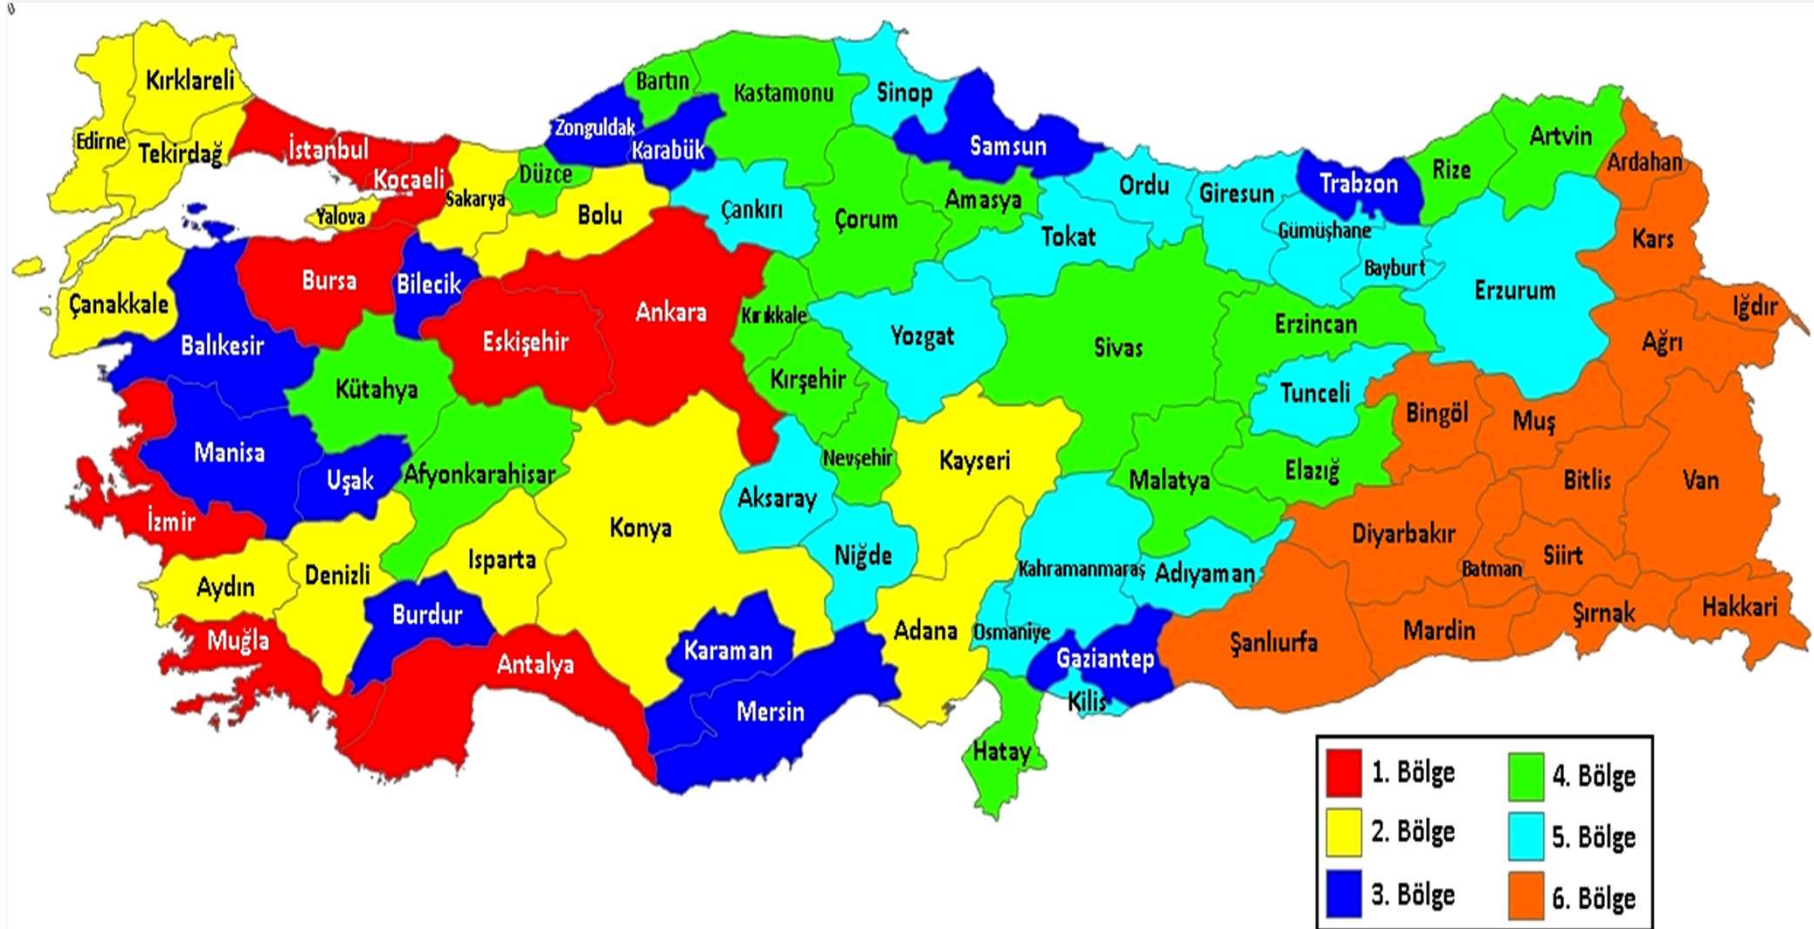 Kırklareli
Edirne
Tekirdağ
İstanbul
Kocaeli
Yalova
Sakarya
Düzce
Zonguldak
Bartın
Karabük
Kastamonu
Sinop
Samsun
Bolu
Çankırı
Çorum
Amasya
Tokat
Ordu
Giresun
Gümüşhane
Trabzon
Bayburt
Rize
Artvin
Ardahan
Kars
Iğdır
Ağrı
Erzurum
Erzincan
Çanakkale
Balıkesir
Bursa
Bilecik
Eskişehir
Ankara
Kırıkkale
Kırşehir
Yozgat
Sivas
Tunceli
Bingöl
Muş
Kütahya
Manisa
Uşak
Afyonkarahisar
Nevşehir
Kayseri
Malatya
Elazığ
Bitlis
Van
İzmir
Konya
Aksaray
Niğde
Kahramanmaraş
Adıyaman
Diyarbakır
Batman
Siirt
Şırnak
Hakkari
Aydın
Denizli
Isparta
Burdur
Muğla
Antalya
Karaman
Mersin
Adana
Osmaniye
Gaziantep
Kilis
Şanlıurfa
Mardin
Hatay
1. Bölge
2. Bölge
3. Bölge
4. Bölge
5. Bölge
6. Bölge